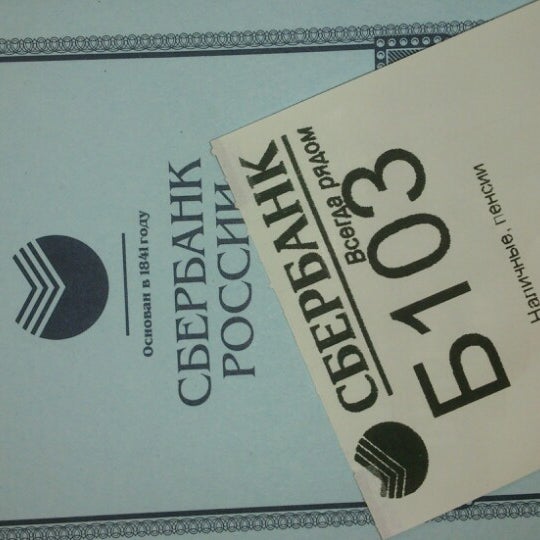 Основан в 1841 году
СБЕРБАНК
РОССИИ
СБЕРБАНК
Всегда рядом
Б103
Наличные, пенсии